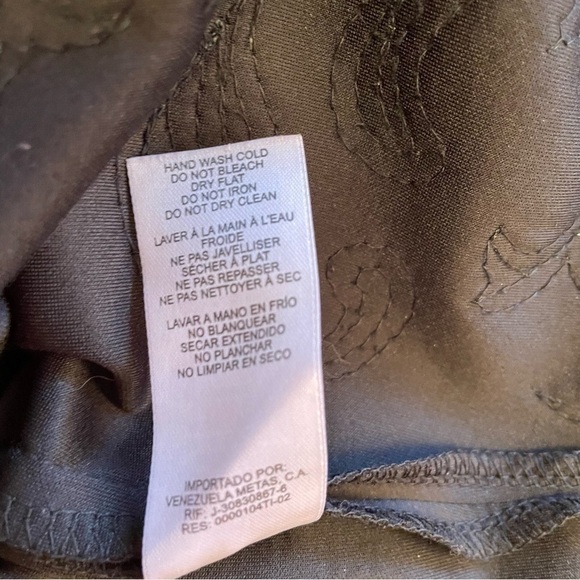 HAND WASH COLD
DO NOT BLEACH
DRY FLAT
DO NOT IRON
DO NOT DRY CLEAN
LAVER À LA MAIN À L'EAU
FROIDE
NE PAS JAVELLISER
SÉCHER À PLAT
NE PAS REPASSER
NE PAS NETTOYER À SEC
LAVAR A MANO EN FRÍO
NO BLANQUEAR
SECAR EXTENDIDO
NO PLANCHAR
NO LIMPIAR EN SECO
IMPORTADO POR:
VENEZUELA METAS, C.A.
RIF: J-30830867-6
RES: 0000104TI-02